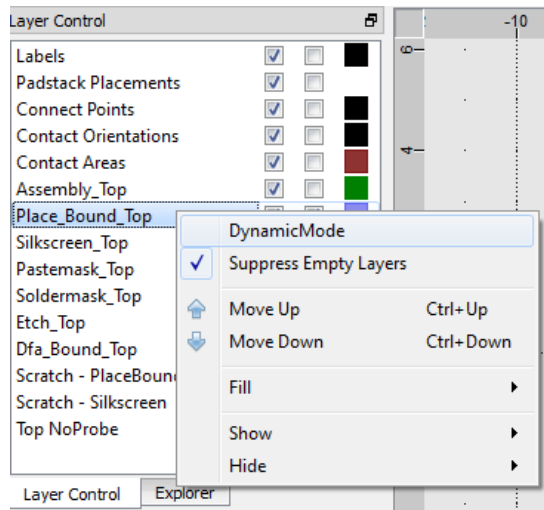 Layer Control
Labels
Padstack Placements
Connect Points
Contact Orientations
Contact Areas
Assembly_Top
Place_Bound_Top
Silkscreen_Top
Pastemask_Top
Soldermask_Top
Etch_Top
Dfa_Bound_Top
Scratch - PlaceBoun
Scratch - Silkscreen
Top NoProbe
DynamicMode
Suppress Empty Layers
Move Up Ctrl+Up
Move Down Ctrl+Down
Fill
Show
Hide
Layer Control Explorer
-10
6
4